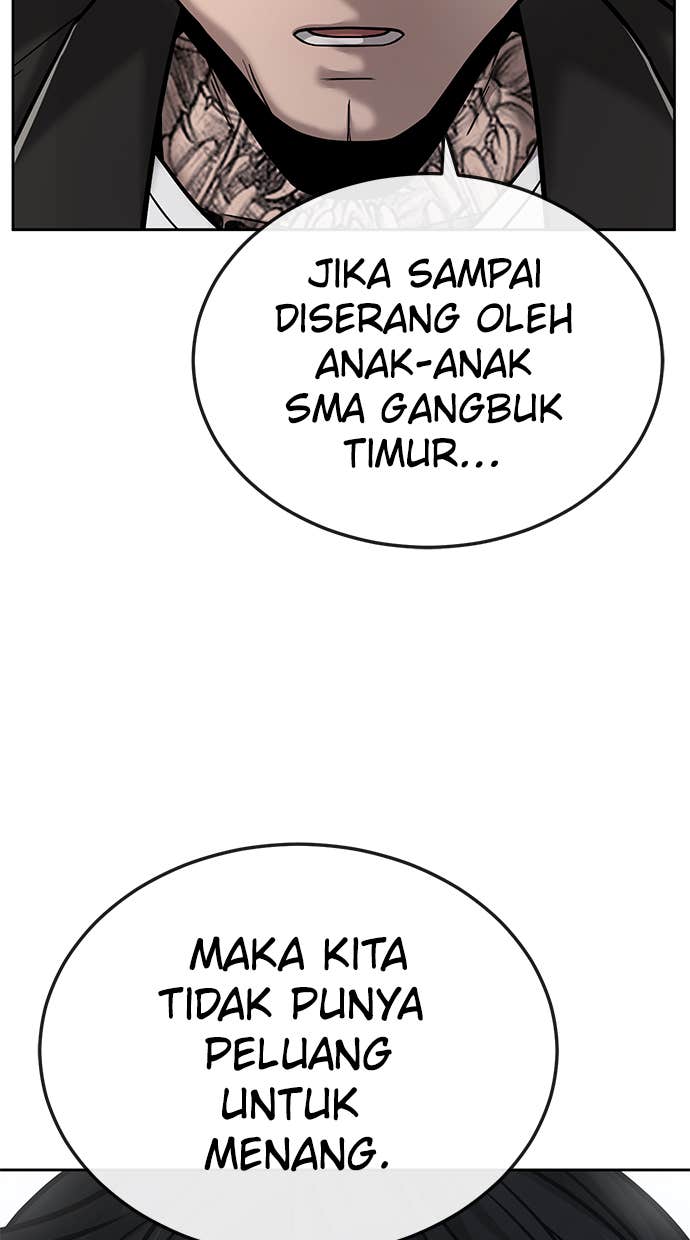 JIKA SAMPAI
DISERANG OLEH
ANAK-ANAK
SMA GANGBUK
TIMUR...
MAKA KITA
TIDAK PUNYA
PELUANG
UNTUK
MENANG.